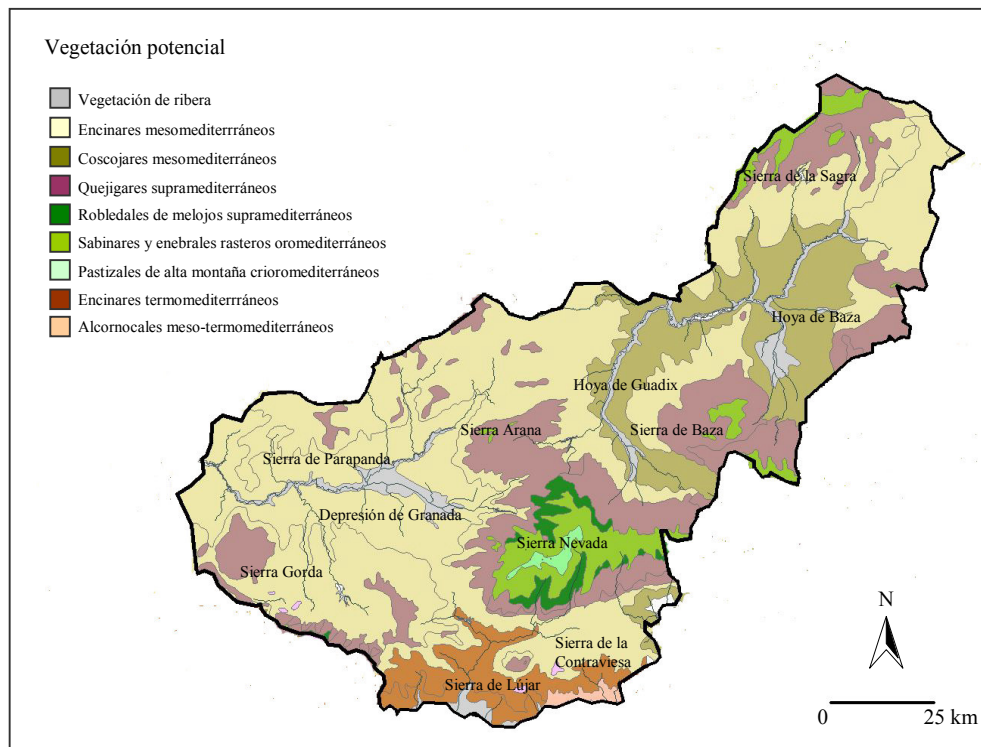 Vegetación potencial
Vegetación de ribera
Encinares mesomediterrráneos
Coscojares mesomediterráneos
Quejigares supramediterráneos
Robledales de melojos supramediterráneos
Sabinares y enebrales rasteros oromediterráneos
Pastizales de alta montaña crioromediterráneos
Encinares termomediterrráneos
Alcornocales meso-termomediterráneos
Sierra de la Sagra
Hoya de Baza
Hoya de Guadix
Sierra de Baza
Sierra Arana
Sierra de Parapanda
Depresión de Granada
Sierra Nevada
Sierra Gorda
Sierra de la
Contraviesa
Sierra de Lújar
N
0 25 km